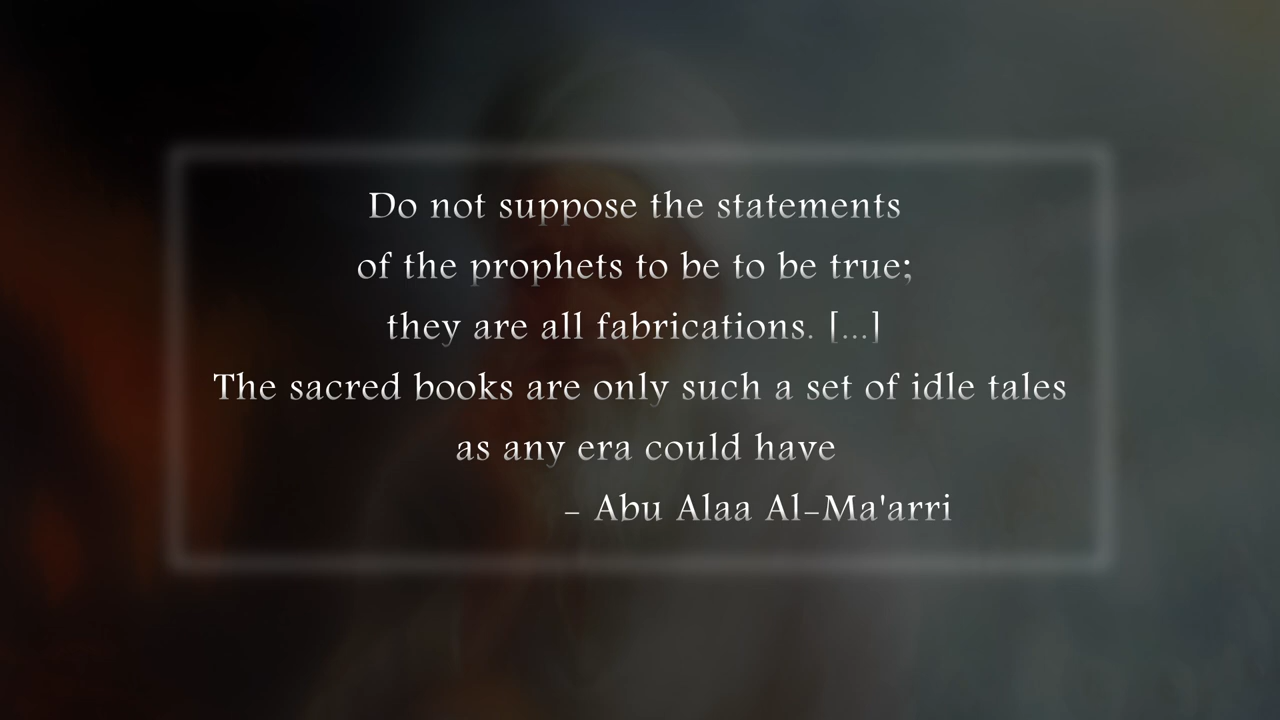 Do not suppose the statements
of the prophets to be to be true;
they are all fabrications. [...]
The sacred books are only such a set of idle tales
as any era could have
– Abu Alaa Al-Ma'arri